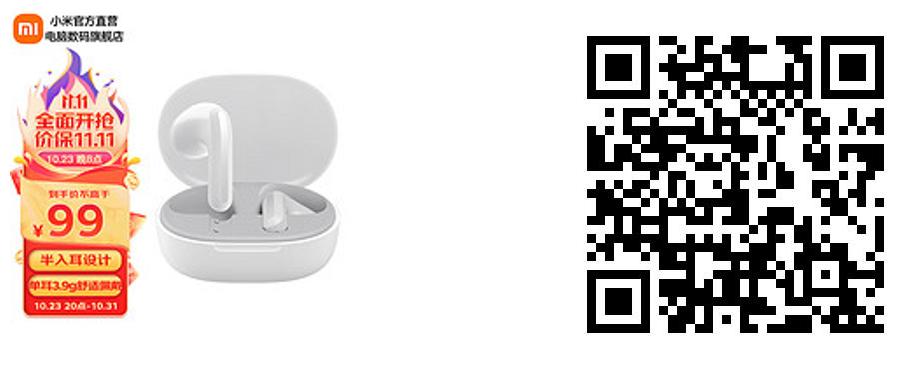 小米官方直营
电脑数码旗舰店
11.11
全面开抢
价保11.11
10.23 晚8点
到手价不高于
¥99
半入耳设计
单耳3.9g舒适佩戴
10.23 20点-10.31